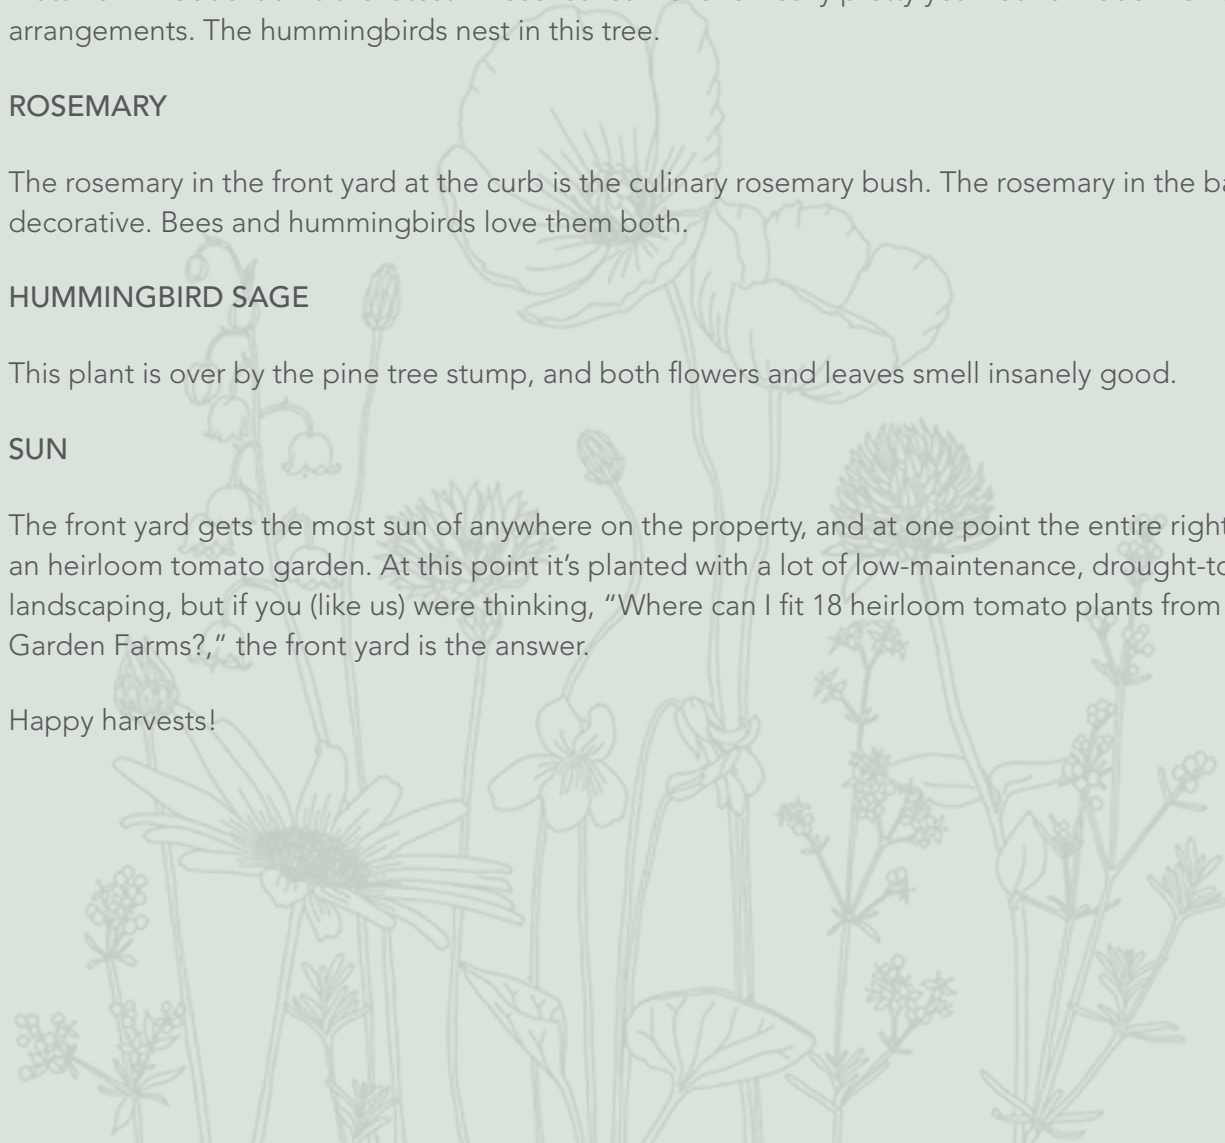 arrangements. The hummingbirds nest in this tree.
ROSEMARY
The rosemary in the front yard at the curb is the culinary rosemary bush. The rosemary in the
decorative. Bees and hummingbirds love them both.
HUMMINGBIRD SAGE
This plant is over by the pine tree stump, and both flowers and leaves smell insanely good.
SUN
The front yard gets the most sun of anywhere on the property, and at one point the entire right
an heirloom tomato garden. At this point it’s planted with a lot of low-maintenance,
landscaping, but if you (like us) were thinking, “Where can I fit 18 heirloom tomato plants from
Garden Farms?,” the front yard is the answer.
Happy harvests!